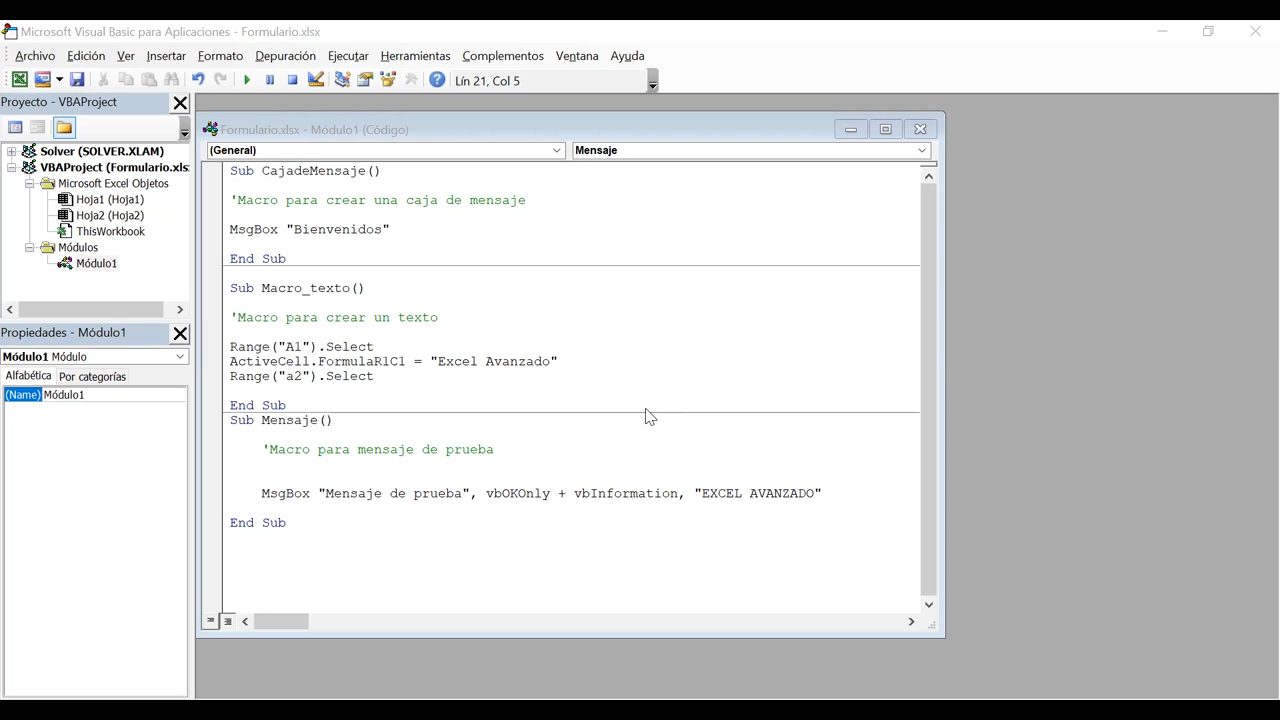 Microsoft Visual Basic para Aplicaciones - Formulario.xlsx
Archivo Edición Ver Insertar Formato Depuración Ejecutar Herramientas Complementos Ventana Ayuda
Lín 21, Col 5
Proyecto - VBAProject
Solver (SOLVER.XLAM)
VBAProject (Formulario.xls
Microsoft Excel Objetos
Hoja1 (Hoja1)
Hoja2 (Hoja2)
ThisWorkbook
Módulos
Módulo1
Propiedades - Módulo1
Módulo1 Módulo
Alfabética Por categorías
(Name) Módulo1
Formulario.xlsx - Módulo1 (Código)
(General) Mensaje
Sub CajadeMensaje()
'Macro para crear una caja de mensaje
MsgBox "Bienvenidos"
End Sub
Sub Macro_texto()
'Macro para crear un texto
Range("A1").Select
ActiveCell.FormulaR1C1 = "Excel Avanzado"
Range("a2").Select
End Sub
Sub Mensaje()
'Macro para mensaje de prueba
MsgBox "Mensaje de prueba", vbOKOnly + vbInformation, "EXCEL AVANZADO"
End Sub